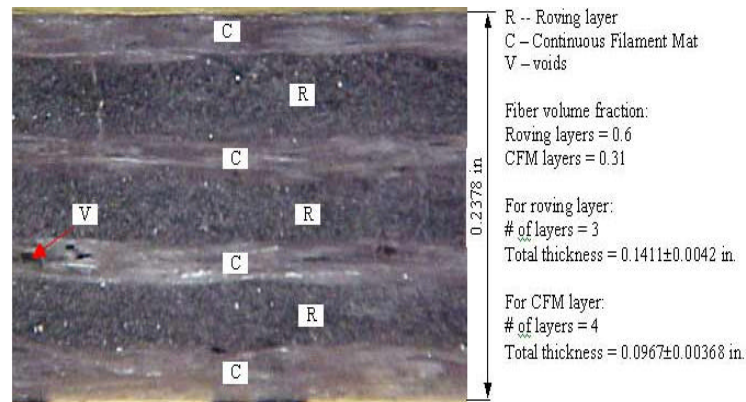 C
R
C
V
R
C
R
C
0.2378 in
R -- Roving layer
C – Continuous Filament Mat
V – voids
Fiber volume fraction:
Roving layers = 0.6
CFM layers = 0.31
For roving layer:
# of layers = 3
Total thickness = 0.1411±0.0042 in.
For CFM layer:
# of layers = 4
Total thickness = 0.0967±0.00368 in.